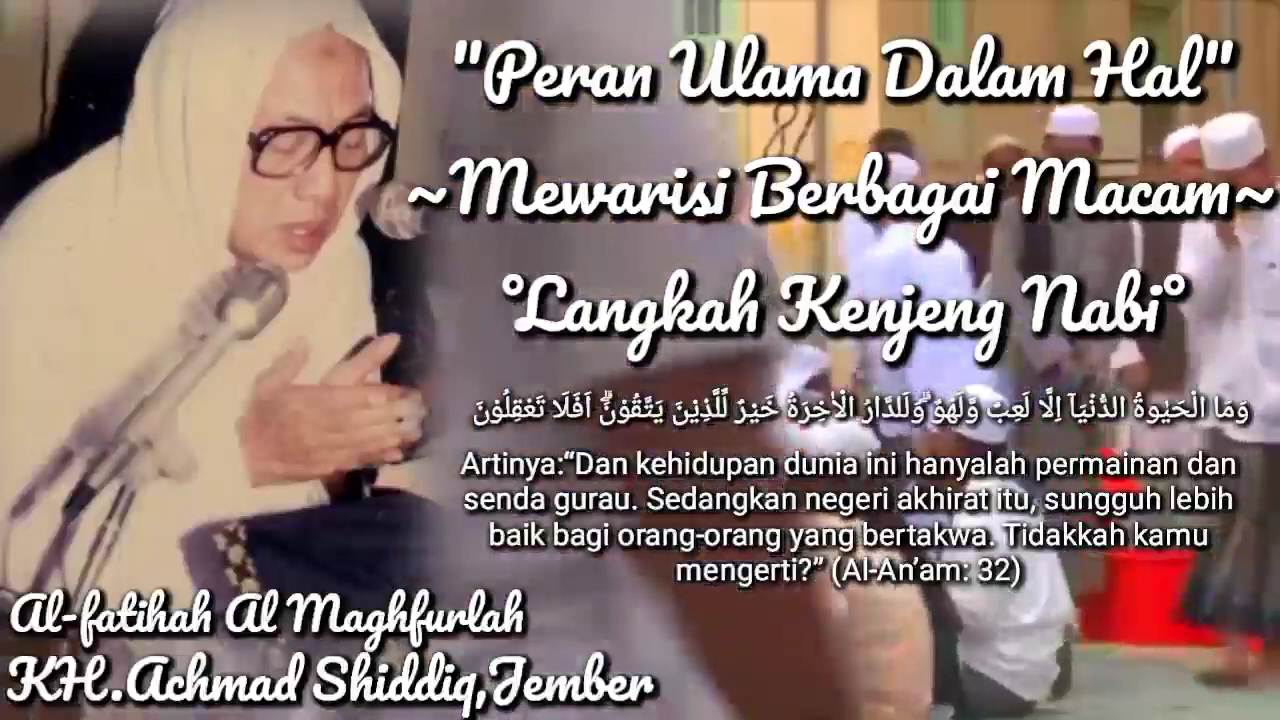 "Peran Ulama Dalam Hal"
~Mewarisi Berbagai Macam~
°Langkah Kenjeng Nabi°
وَمَا الْحَيٰوةُ الدُّنْيَآ اِلَّا لَعِبٌ وَّلَهْوٌ ۗوَلَلدَّارُ الْاٰخِرَةُ خَيْرٌ لِّلَّذِيْنَ يَتَّقُوْنَۗ اَفَلَا تَعْقِلُوْنَ
Artinya:“Dan kehidupan dunia ini hanyalah permainan dan
senda gurau. Sedangkan negeri akhirat itu, sungguh lebih
baik bagi orang-orang yang bertakwa. Tidakkah kamu
mengerti?” (Al-An’am: 32)
Al-fatihah Al Maghfurlah
KH.Achmad Shiddiq,Jember